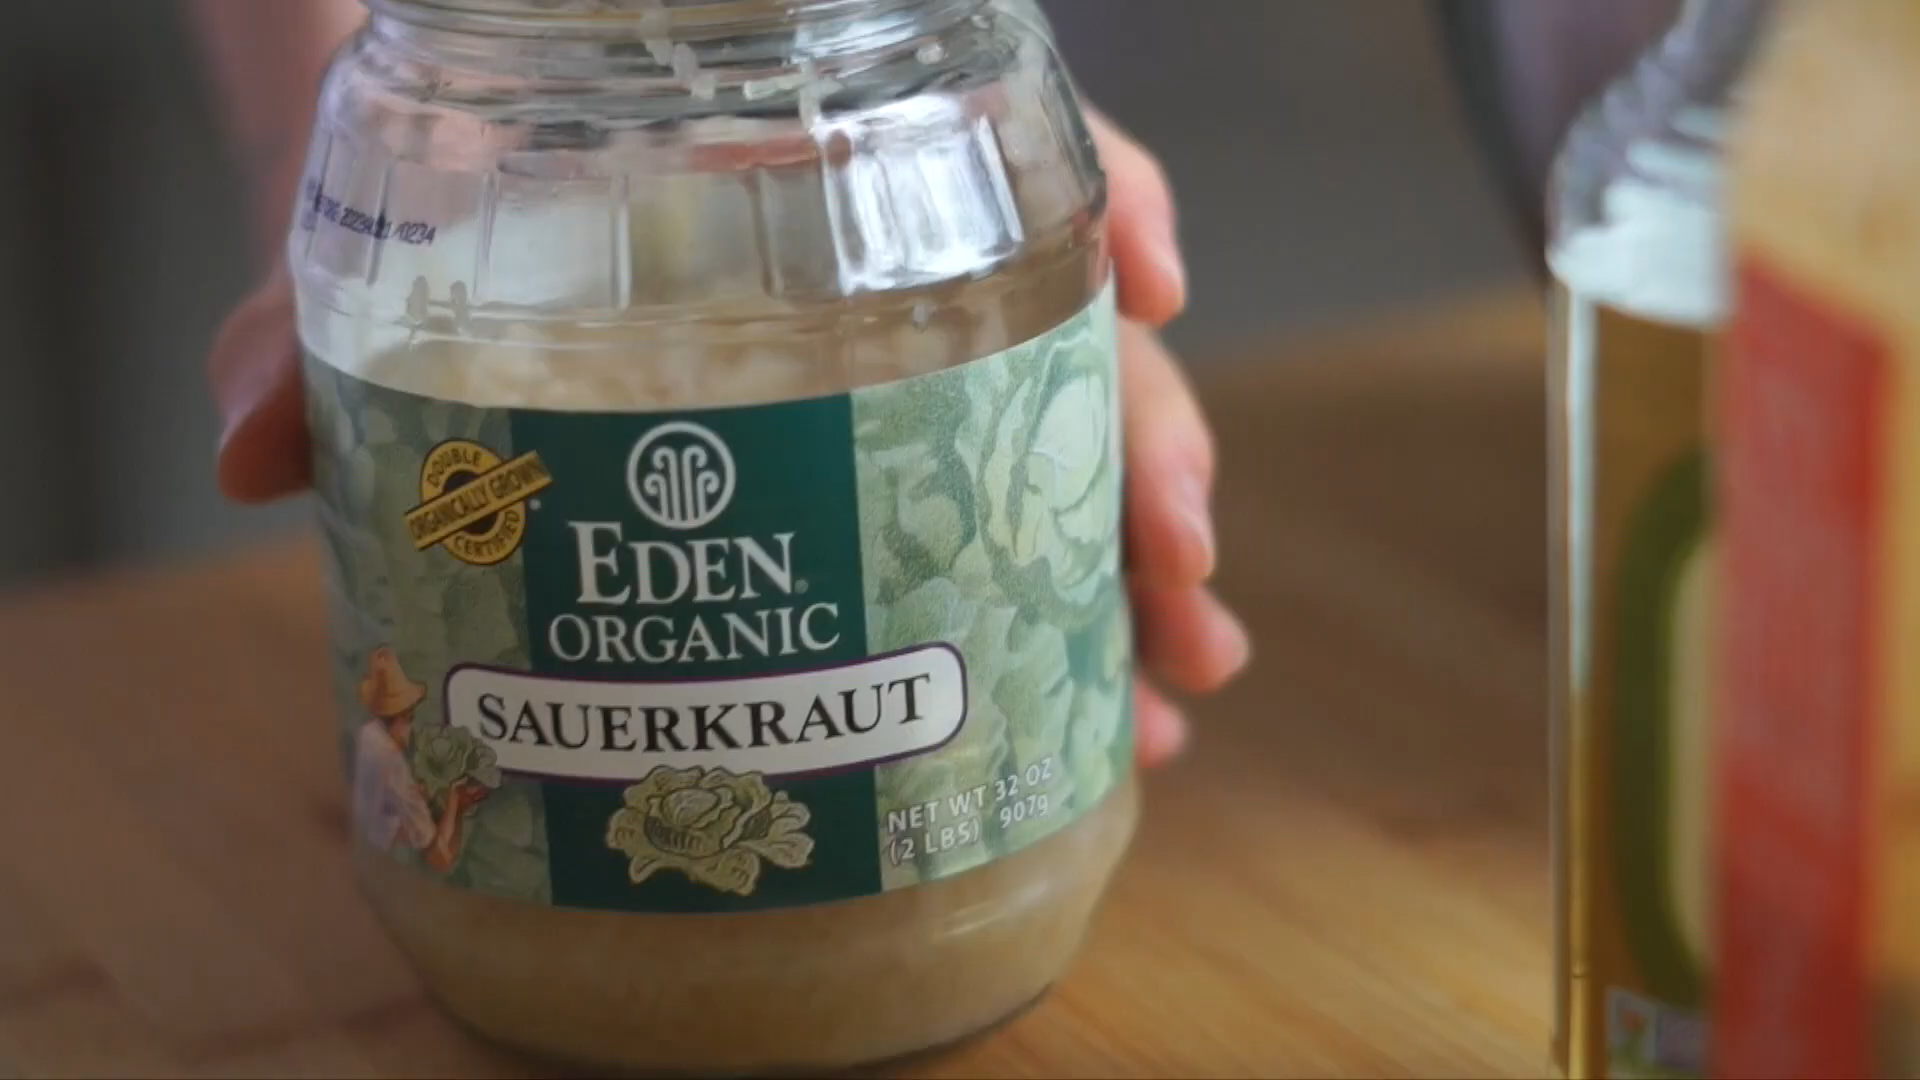 DOUBLE
ORGANICALLY GROWN
CERTIFIED
EDEN®
ORGANIC
SAUERKRAUT
NET WT 32 OZ
(2 LBS) 907g